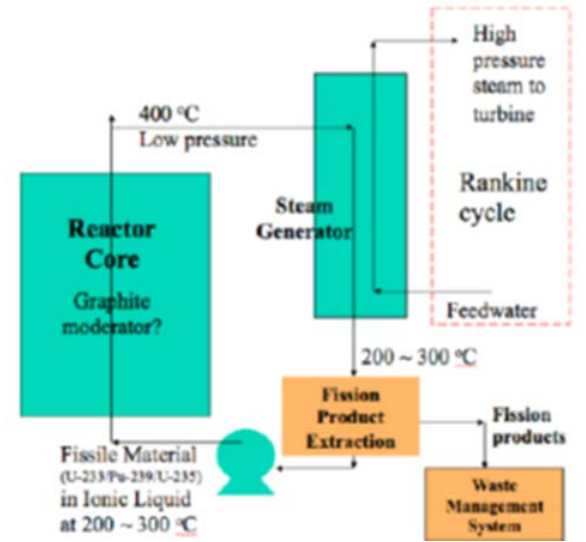 High
pressure
steam to
turbine
400 °C
Low pressure
Rankine
cycle
Steam
Generator
Reactor
Core
Graphite
moderator?
Feedwater
200 ~ 300 °C
Fission
Product
Extraction
Fission
products
Fissile Material
(U-233/Pu-239/U-235)
in Ionic Liquid
at 200 ~ 300 °C
Waste
Management
System